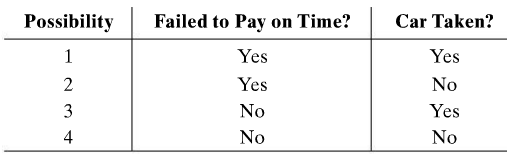 Possibility Failed to Pay on Time? Car Taken?
1 Yes Yes
2 Yes No
3 No Yes
4 No No